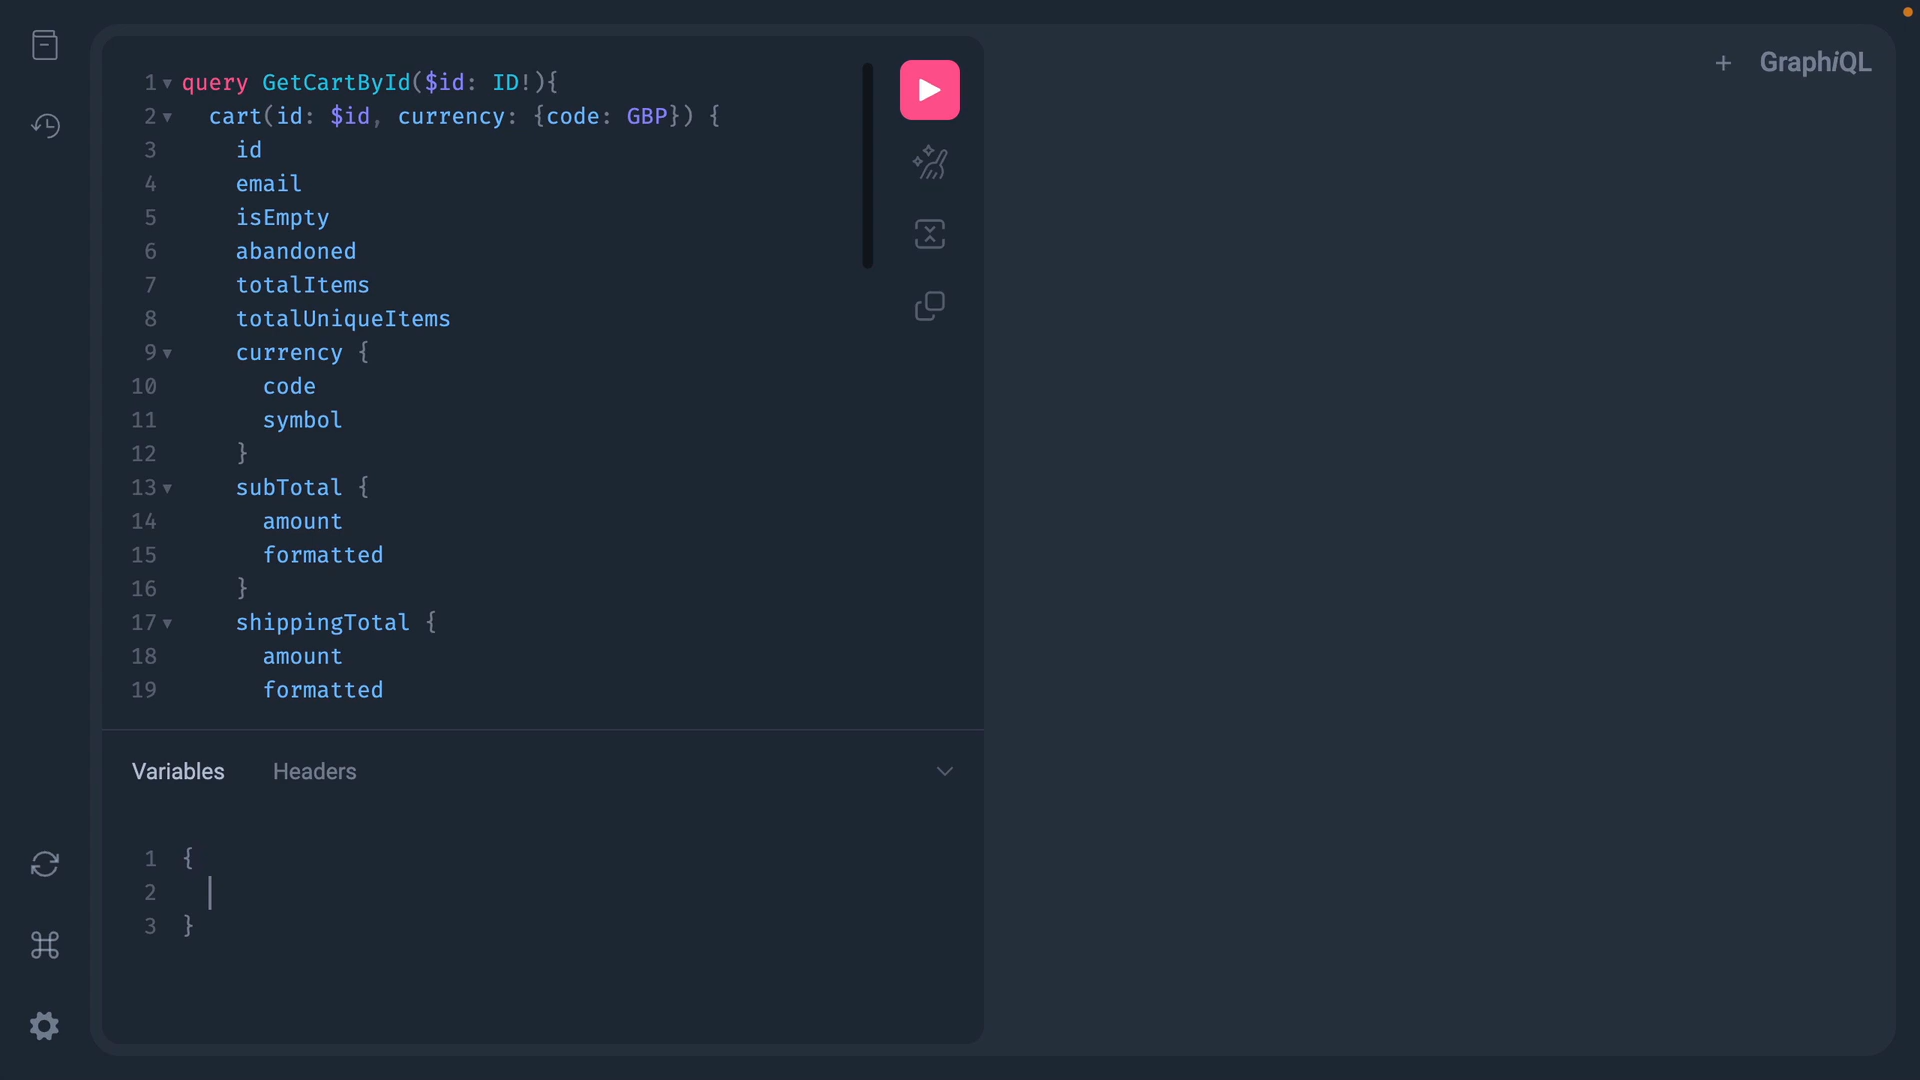 + GraphiQL
1 query GetCartById($id: ID!){
2 cart(id: $id, currency: {code: GBP}) {
3 id
4 email
5 isEmpty
6 abandoned
7 totalItems
8 totalUniqueItems
9 currency {
10 code
11 symbol
12 }
13 subTotal {
14 amount
15 formatted
16 }
17 shippingTotal {
18 amount
19 formatted
Variables Headers
1 {
2
3 }